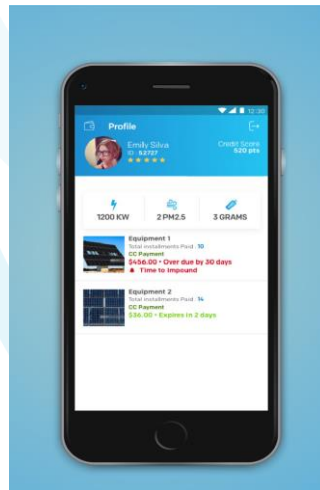 12:30
Profile
Emily Silva
ID : 52727
Credit Score
520 pts
1200 KW
2 PM2.5
3 GRAMS
Equipment 1
Total installments Paid : 10
CC Payment
$456.00 • Over due by 30 days
Time to Impound
Equipment 2
Total installments Paid : 14
CC Payment
$36.00 • Expires in 2 days